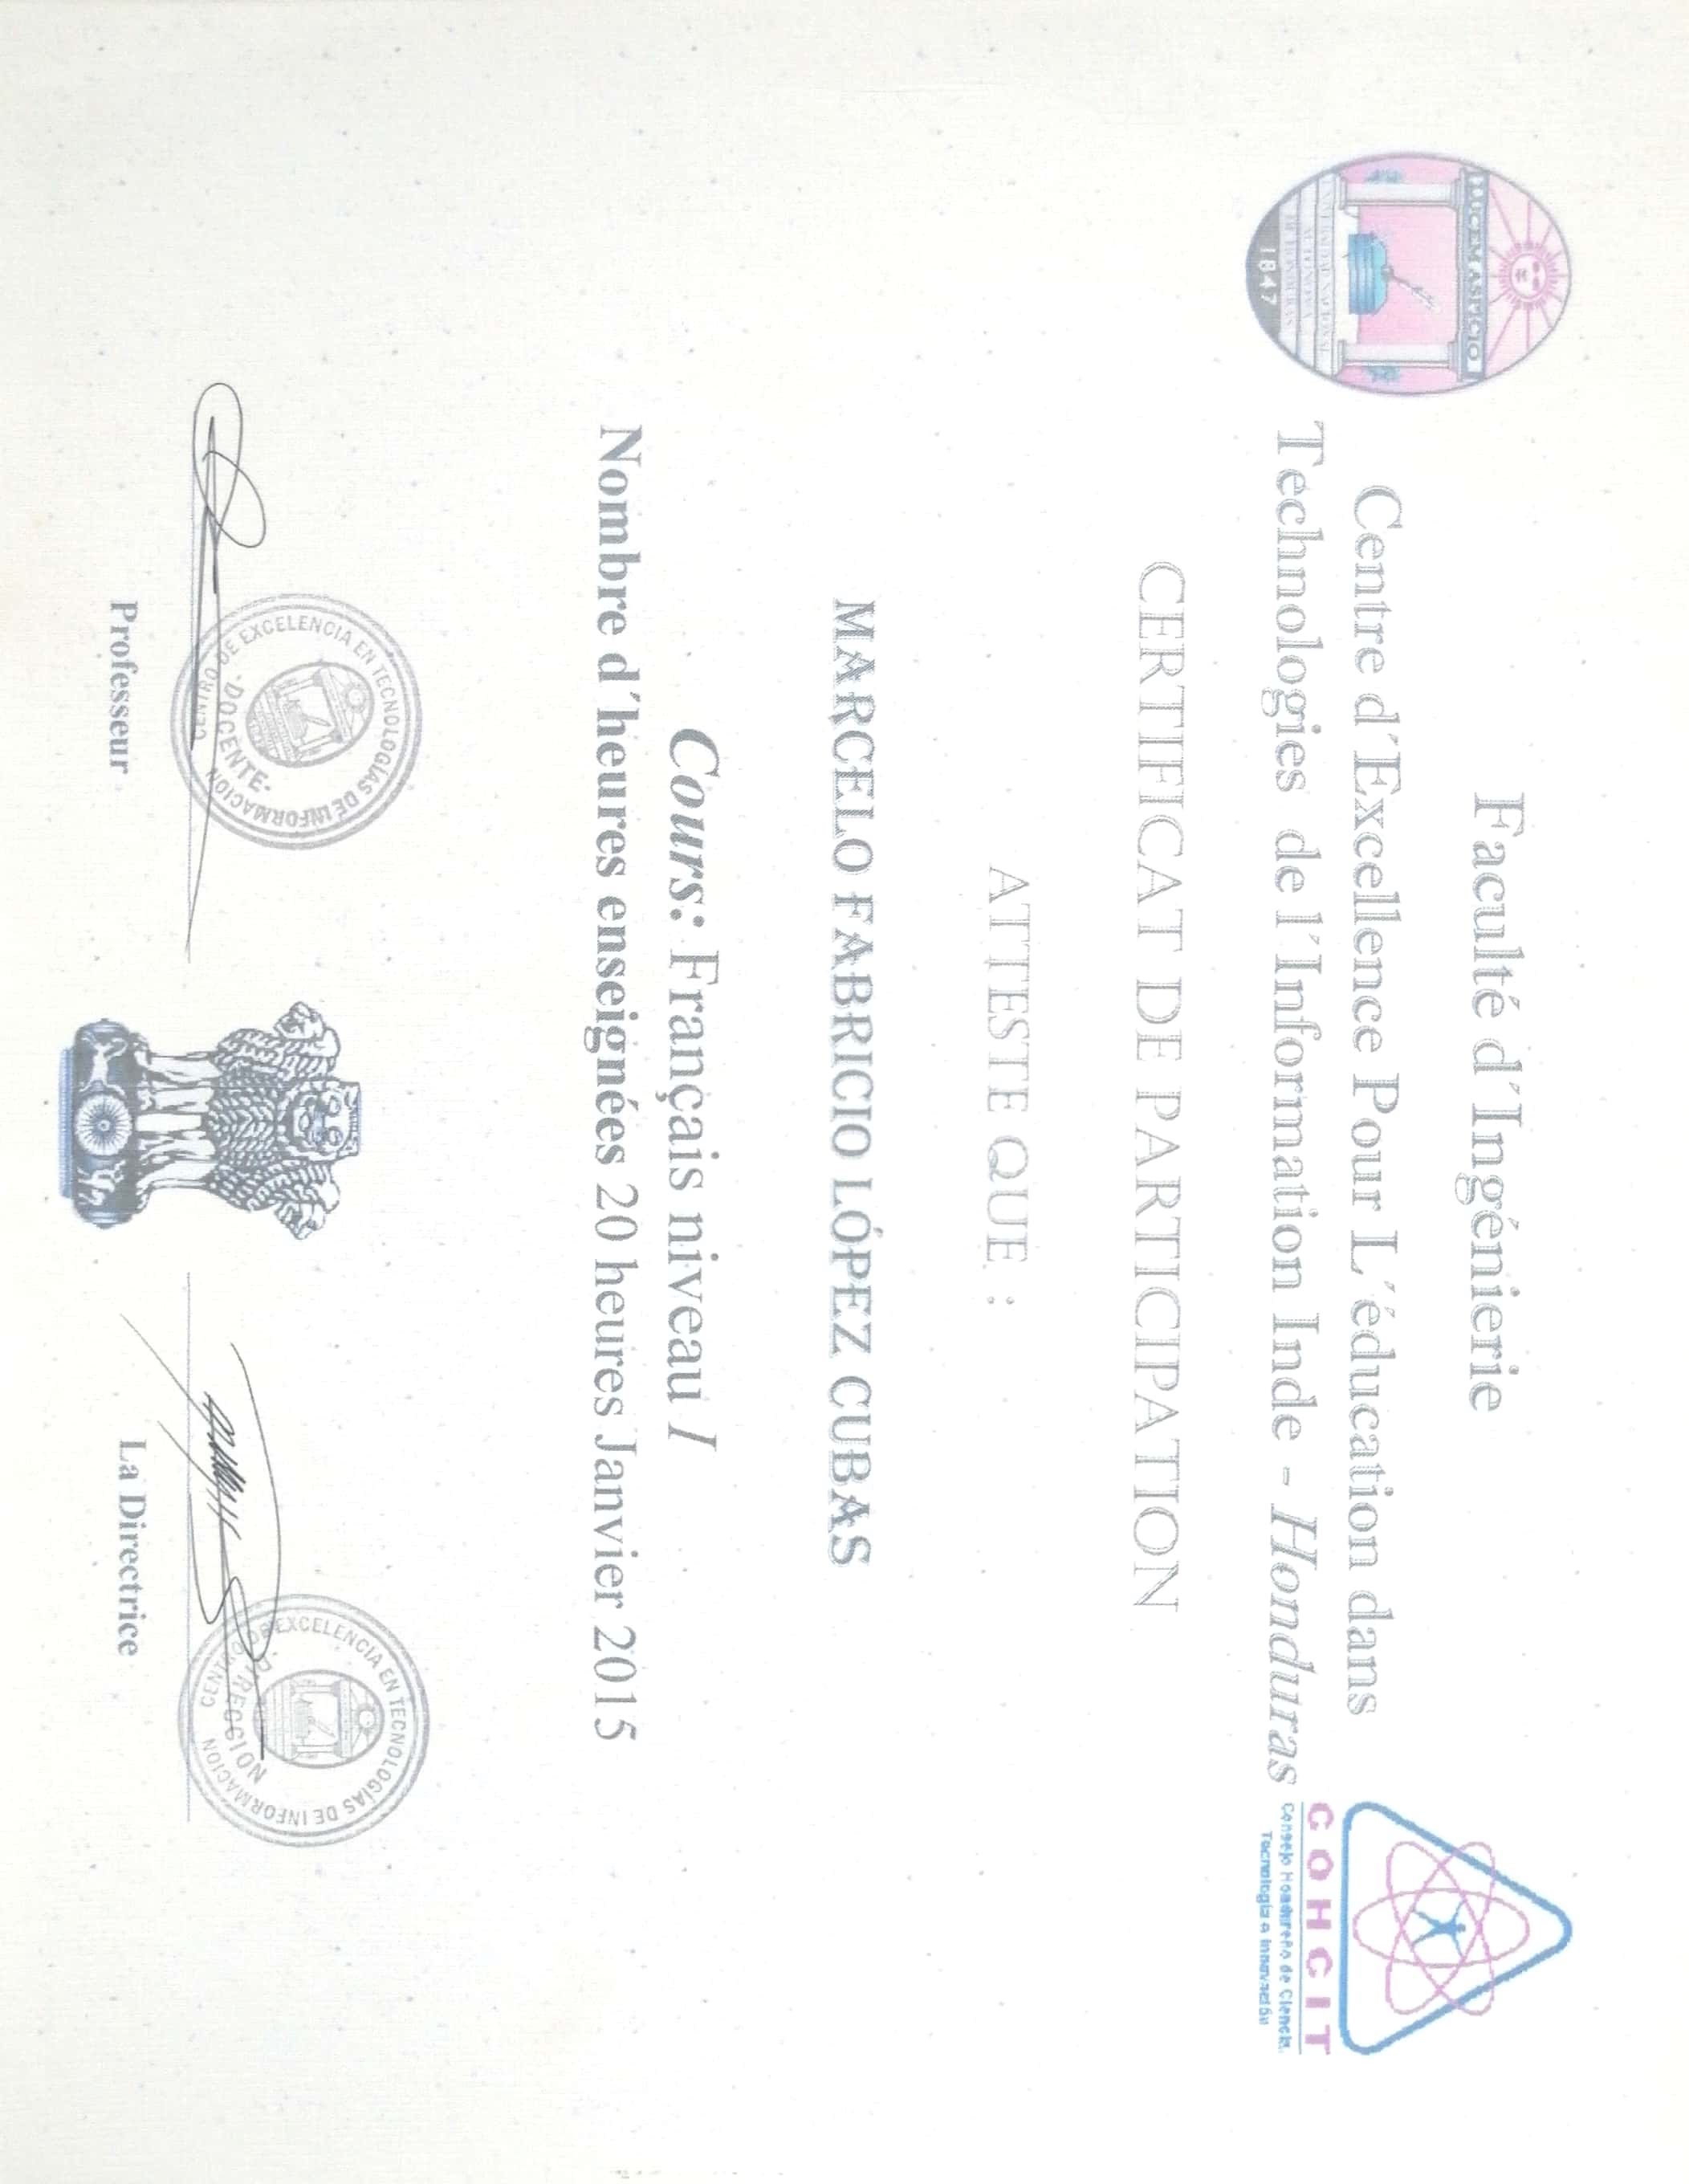 LUCEM ASPICIO
UNIVERSIDAD NACIONAL
AUTONOMA
DE HONDURAS
1847
Faculté d´Ingénierie
Centre d´Excellence Pour L´éducation dans
Technologies de l´Information Inde - Honduras
COHCIT
Consejo Hondureño de Ciencia,
Tecnología e Innovación
CERTIFICAT DE PARTICIPATION
ATTESTE QUE :
MARCELO FABRICIO LÓPEZ CUBAS
Cours: Français niveau I
Nombre d´heures enseignées 20 heures Janvier 2015
CENTRO DE EXCELENCIA EN TECNOLOGÍAS DE INFORMACION
-DOCENTE-
CENTRO DE EXCELENCIA EN TECNOLOGÍAS DE INFORMACION
-DIRECCION
Professeur
La Directrice